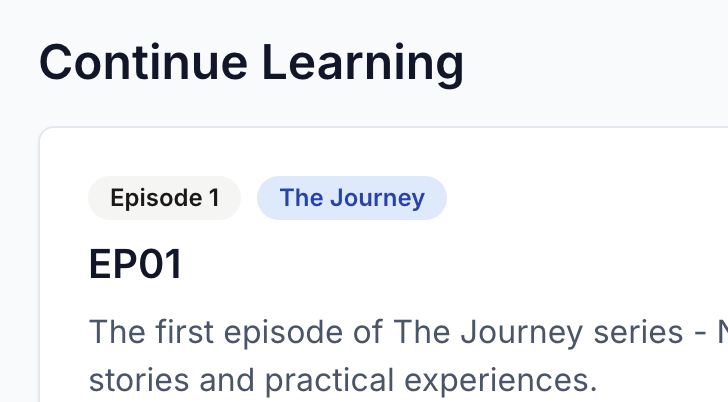 Continue Learning
Episode 1 The Journey
EP01
The first episode of The Journey series -
stories and practical experiences.